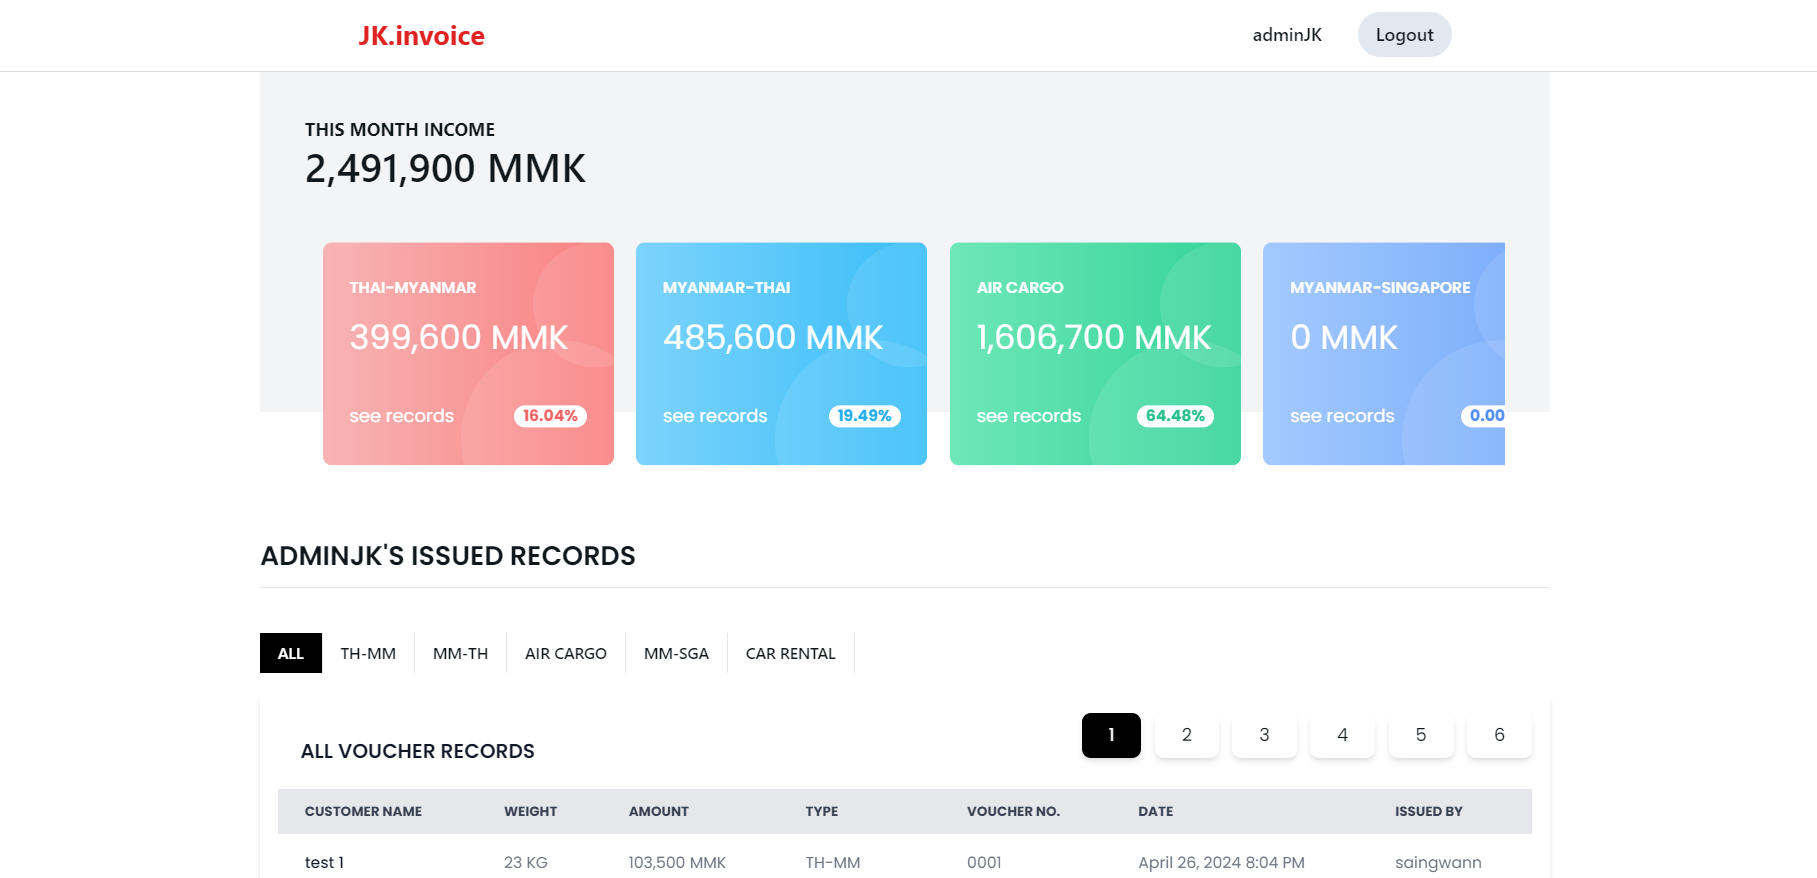 JK.invoice
adminJK
Logout
THIS MONTH INCOME
2,491,900 MMK
THAI-MYANMAR
399,600 MMK
see records
16.04%
MYANMAR-THAI
485,600 MMK
see records
19.49%
AIR CARGO
1,606,700 MMK
see records
64.48%
MYANMAR-SINGAPORE
0 MMK
see records
0.00
ADMINJK'S ISSUED RECORDS
ALL TH-MM MM-TH AIR CARGO MM-SGA CAR RENTAL
1 2 3 4 5 6
ALL VOUCHER RECORDS
CUSTOMER NAME WEIGHT AMOUNT TYPE VOUCHER NO. DATE ISSUED BY
test 1 23 KG 103,500 MMK TH-MM 0001 April 26, 2024 8:04 PM saingwann